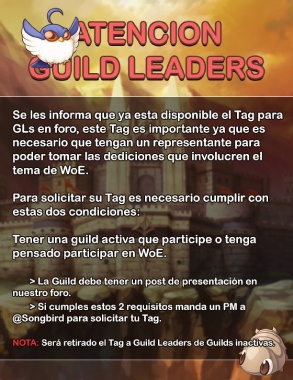 ATENCION
GUILD LEADERS
Se les informa que ya esta disponible el Tag para
GLs en foro, este Tag es importante ya que es
necesario que tengan un representante para
poder tomar las dediciones que involucren el
tema de WoE.
Para solicitar su Tag es necesario cumplir con
estas dos condiciones:
Tener una guild activa que participe o tenga
pensado participar en WoE.
> La Guild debe tener un post de presentación en
nuestro foro.
> Si cumples estos 2 requisitos manda un PM a
@Songbird para solicitar tu Tag.
NOTA: Será retirado el Tag a Guild Leaders de Guilds inactivas.